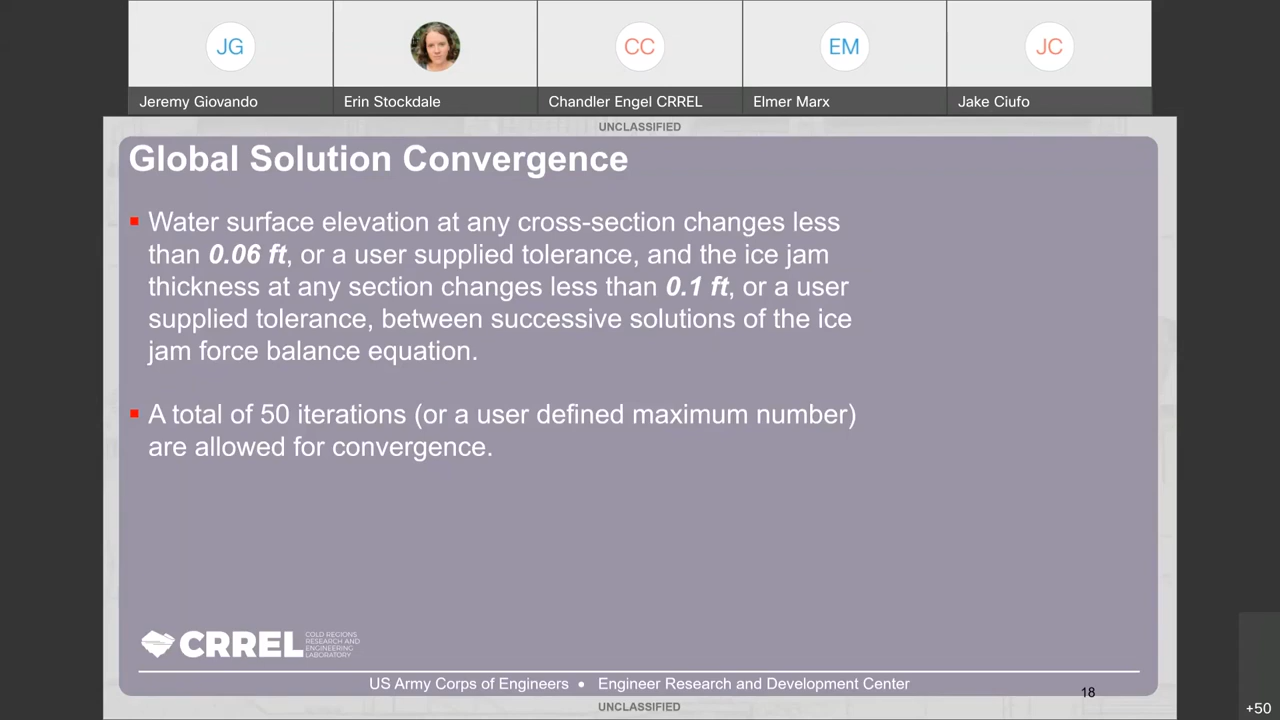 JG
CC
EM
JC
Jeremy Giovando
Erin Stockdale
Chandler Engel CRREL
Elmer Marx
Jake Ciufo
UNCLASSIFIED
Global Solution Convergence
Water surface elevation at any cross-section changes less
than 0.06 ft, or a user supplied tolerance, and the ice jam
thickness at any section changes less than 0.1 ft, or a user
supplied tolerance, between successive solutions of the ice
jam force balance equation.
A total of 50 iterations (or a user defined maximum number)
are allowed for convergence.
CRREL
COLD REGIONS
RESEARCH AND
ENGINEERING
LABORATORY
US Army Corps of Engineers • Engineer Research and Development Center
18
UNCLASSIFIED
+50